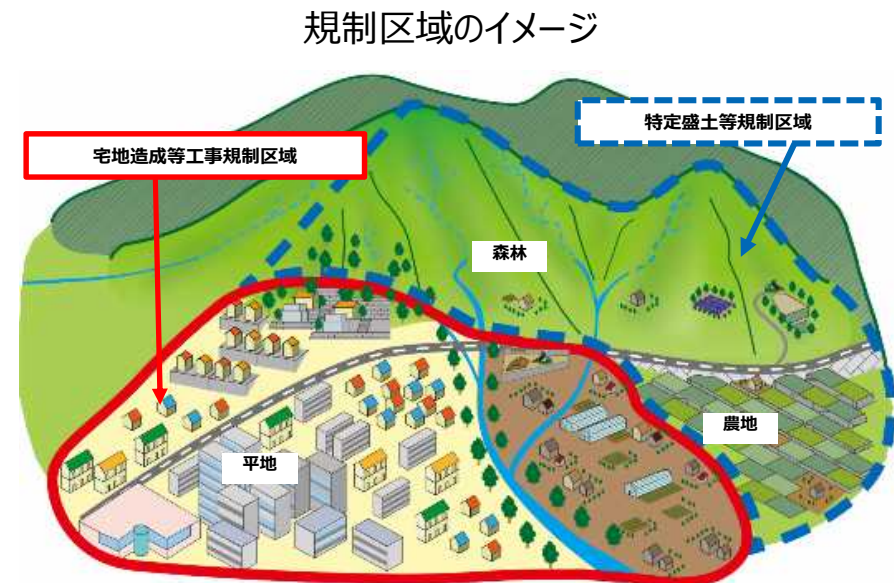 規制区域のイメージ
特定盛土等規制区域
宅地造成等工事規制区域
森林
農地
平地